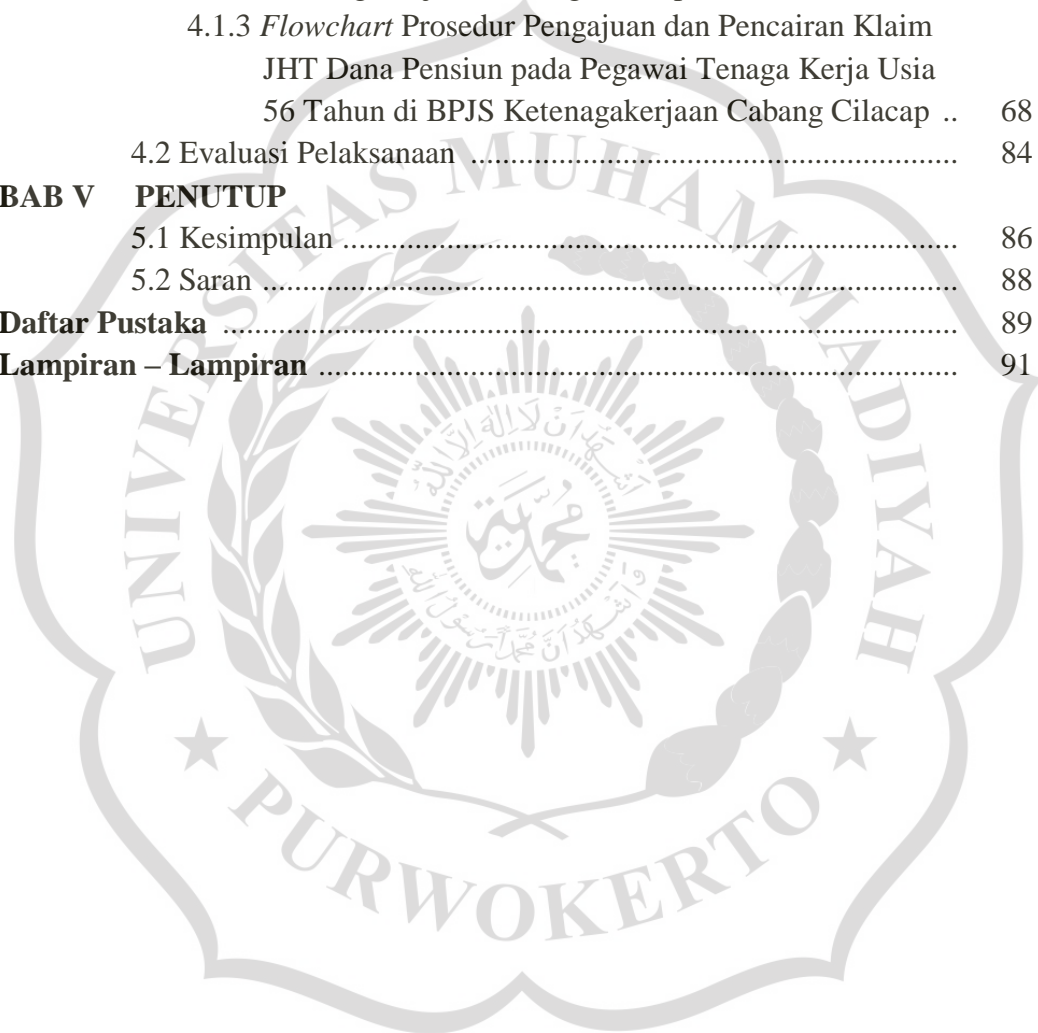 4.1.3 Flowchart Prosedur Pengajuan dan Pencairan Klaim
JHT Dana Pensiun pada Pegawai Tenaga Kerja Usia
56 Tahun di BPJS Ketenagakerjaan Cabang Cilacap .. 68
4.2 Evaluasi Pelaksanaan ................................................................ 84
BAB V PENUTUP
5.1 Kesimpulan ................................................................................. 86
5.2 Saran ........................................................................................... 88
Daftar Pustaka ................................................................................................ 89
Lampiran – Lampiran .................................................................................... 91
UNIVERSITAS MUHAMMADIYAH
★ PURWOKERTO ★